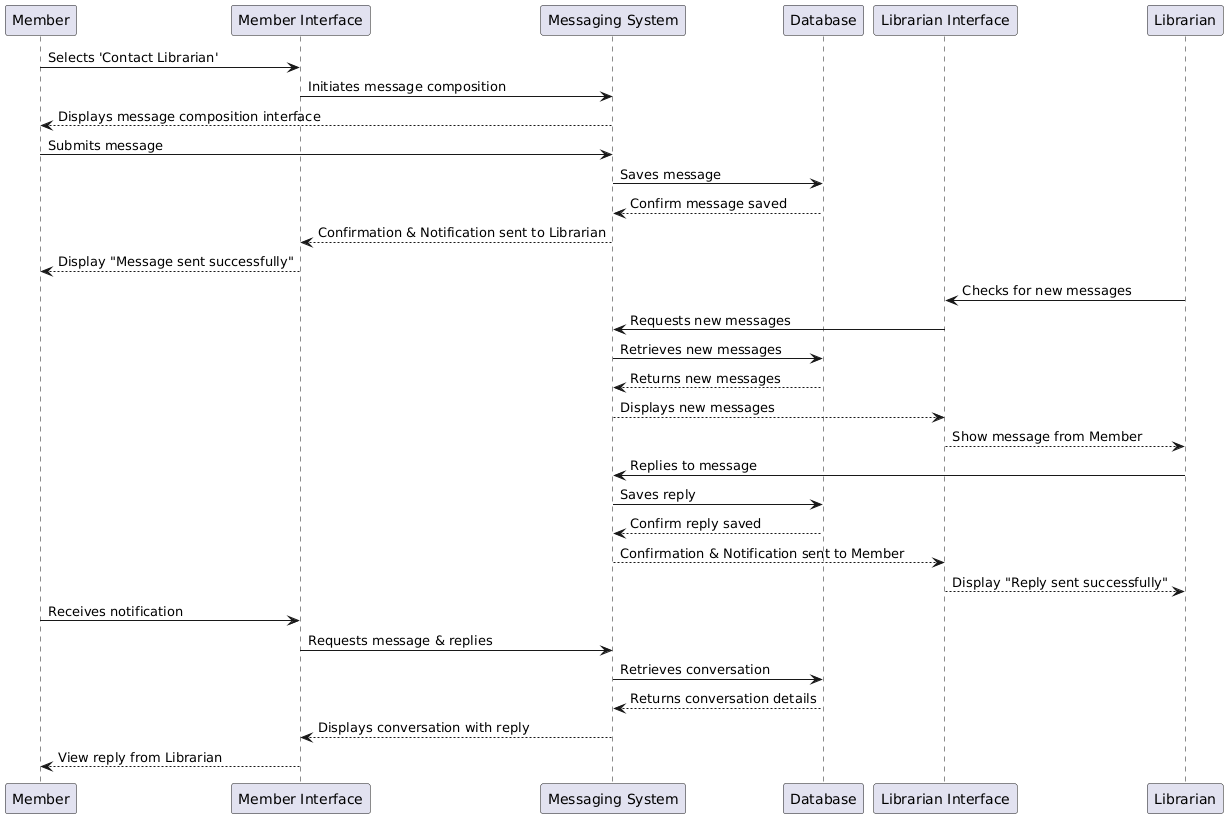 Member
Member Interface
Messaging System
Database
Librarian Interface
Librarian
Selects 'Contact Librarian'
Initiates message composition
Displays message composition interface
Submits message
Saves message
Confirm message saved
Confirmation & Notification sent to Librarian
Display "Message sent successfully"
Checks for new messages
Requests new messages
Retrieves new messages
Returns new messages
Displays new messages
Show message from Member
Replies to message
Saves reply
Confirm reply saved
Confirmation & Notification sent to Member
Display "Reply sent successfully"
Receives notification
Requests message & replies
Retrieves conversation
Returns conversation details
Displays conversation with reply
View reply from Librarian
Member
Member Interface
Messaging System
Database
Librarian Interface
Librarian